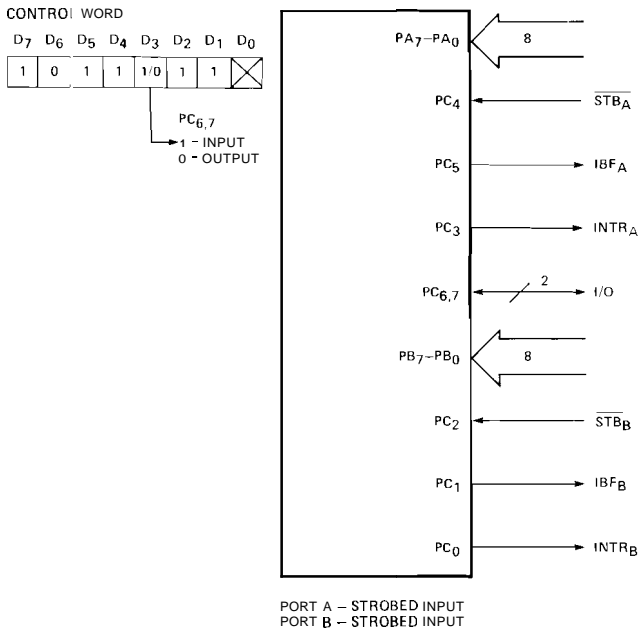 CONTROL WORD
D7 D6 D5 D4 D3 D2 D1 D0
1 0 1 1 1/0 1 1
PC6,7
1 – INPUT
0 – OUTPUT
PA7–PA0 8
PC4 STBA
PC5 IBFA
PC3 INTRA
PC6,7 2 I/O
PB7–PB0 8
PC2 STBB
PC1 IBFB
PC0 INTRB
PORT A – STROBED INPUT
PORT B – STROBED INPUT